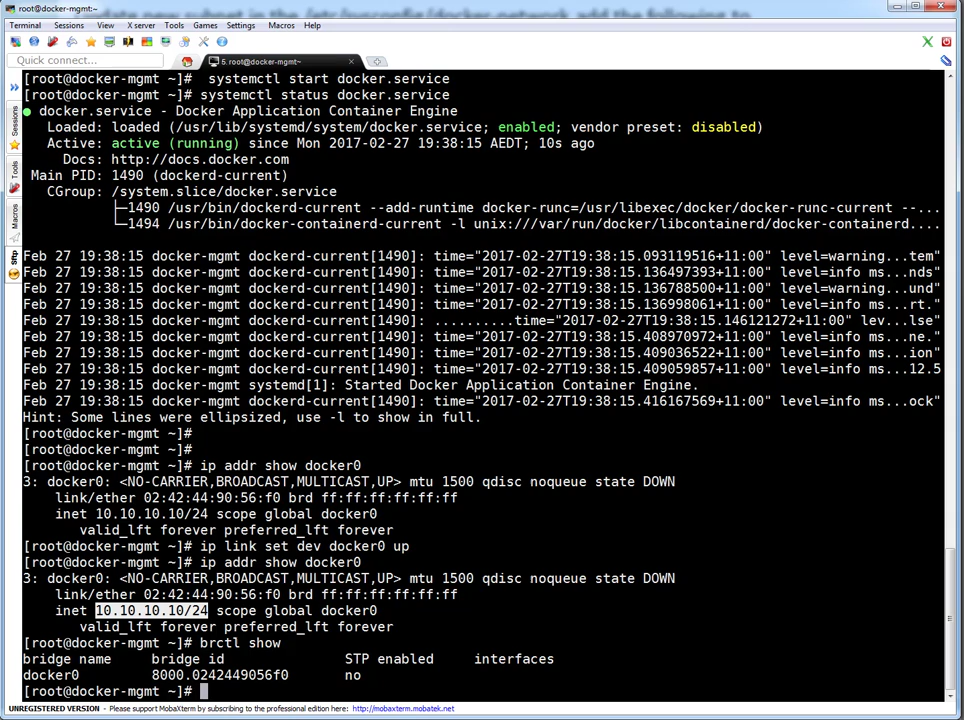 root@docker-mgmt:~
Terminal Sessions View X server Tools Games Settings Macros Help
Quick connect...
5. root@docker-mgmt:~
Sessions
Tools
Macros
Sftp
[root@docker-mgmt ~]#  systemctl start docker.service
[root@docker-mgmt ~]# systemctl status docker.service
● docker.service - Docker Application Container Engine
Loaded: loaded (/usr/lib/systemd/system/docker.service; enabled; vendor preset: disabled)
Active: active (running) since Mon 2017-02-27 19:38:15 AEDT; 10s ago
Docs: http://docs.docker.com
Main PID: 1490 (dockerd-current)
CGroup: /system.slice/docker.service
├─1490 /usr/bin/dockerd-current --add-runtime docker-runc=/usr/libexec/docker/docker-runc-current --...
└─1494 /usr/bin/docker-containerd-current -l unix:///var/run/docker/libcontainerd/docker-containerd....
Feb 27 19:38:15 docker-mgmt dockerd-current[1490]: time="2017-02-27T19:38:15.093119516+11:00" level=warning...tem"
Feb 27 19:38:15 docker-mgmt dockerd-current[1490]: time="2017-02-27T19:38:15.136497393+11:00" level=info ms...nds"
Feb 27 19:38:15 docker-mgmt dockerd-current[1490]: time="2017-02-27T19:38:15.136788500+11:00" level=warning...und"
Feb 27 19:38:15 docker-mgmt dockerd-current[1490]: time="2017-02-27T19:38:15.136998061+11:00" level=info ms...rt."
Feb 27 19:38:15 docker-mgmt dockerd-current[1490]: ..........time="2017-02-27T19:38:15.146121272+11:00" lev...lse"
Feb 27 19:38:15 docker-mgmt dockerd-current[1490]: time="2017-02-27T19:38:15.408970972+11:00" level=info ms...ne."
Feb 27 19:38:15 docker-mgmt dockerd-current[1490]: time="2017-02-27T19:38:15.409036522+11:00" level=info ms...ion"
Feb 27 19:38:15 docker-mgmt dockerd-current[1490]: time="2017-02-27T19:38:15.409059857+11:00" level=info ms...12.5
Feb 27 19:38:15 docker-mgmt systemd[1]: Started Docker Application Container Engine.
Feb 27 19:38:15 docker-mgmt dockerd-current[1490]: time="2017-02-27T19:38:15.416167569+11:00" level=info ms...ock"
Hint: Some lines were ellipsized, use -l to show in full.
[root@docker-mgmt ~]#
[root@docker-mgmt ~]#
[root@docker-mgmt ~]# ip addr show docker0
3: docker0: <NO-CARRIER,BROADCAST,MULTICAST,UP> mtu 1500 qdisc noqueue state DOWN
link/ether 02:42:44:90:56:f0 brd ff:ff:ff:ff:ff:ff
inet 10.10.10.10/24 scope global docker0
valid_lft forever preferred_lft forever
[root@docker-mgmt ~]# ip link set dev docker0 up
[root@docker-mgmt ~]# ip addr show docker0
3: docker0: <NO-CARRIER,BROADCAST,MULTICAST,UP> mtu 1500 qdisc noqueue state DOWN
link/ether 02:42:44:90:56:f0 brd ff:ff:ff:ff:ff:ff
inet 10.10.10.10/24 scope global docker0
valid_lft forever preferred_lft forever
[root@docker-mgmt ~]# brctl show
bridge name bridge id STP enabled interfaces
docker0 8000.0242449056f0 no
[root@docker-mgmt ~]#
UNREGISTERED VERSION - Please support MobaXterm by subscribing to the professional edition here: http://mobaxterm.mobatek.net